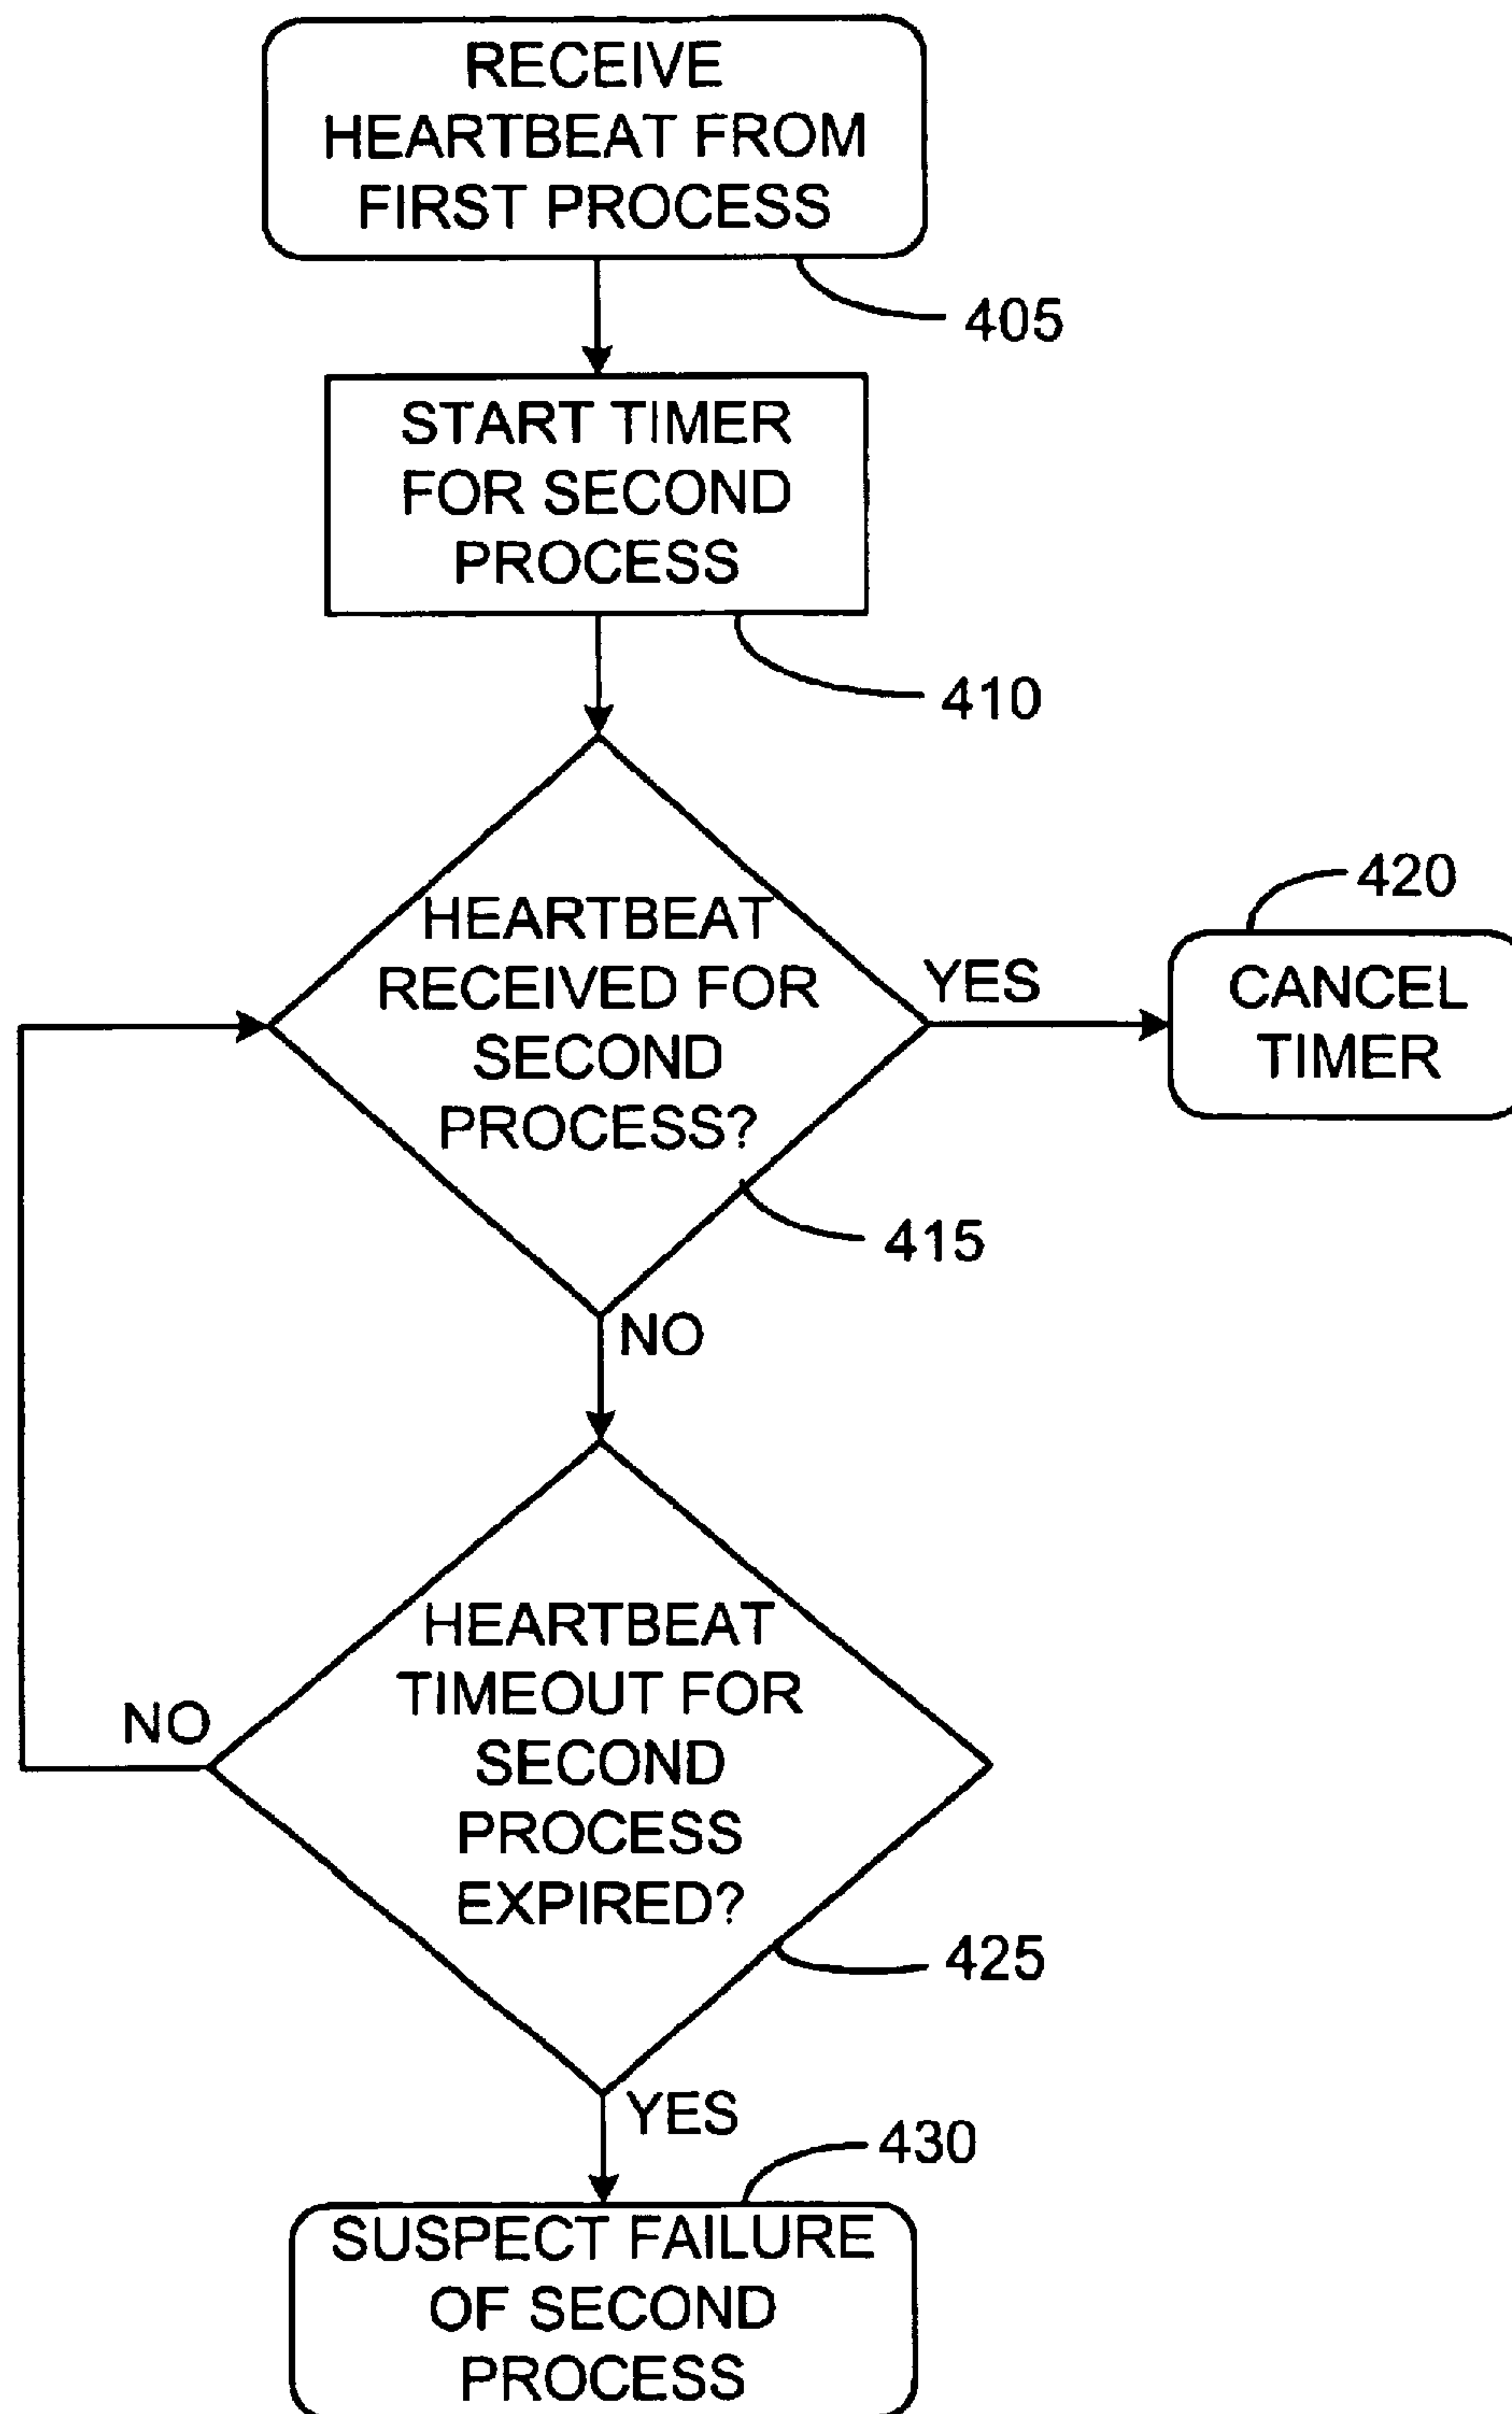 RECEIVE
HEARTBEAT FROM
FIRST PROCESS
405
START TIMER
FOR SECOND
PROCESS
410
HEARTBEAT
RECEIVED FOR
SECOND
PROCESS?
415
YES
420
CANCEL
TIMER
NO
HEARTBEAT
TIMEOUT FOR
SECOND
PROCESS
EXPIRED?
425
NO
YES
430
SUSPECT FAILURE
OF SECOND
PROCESS